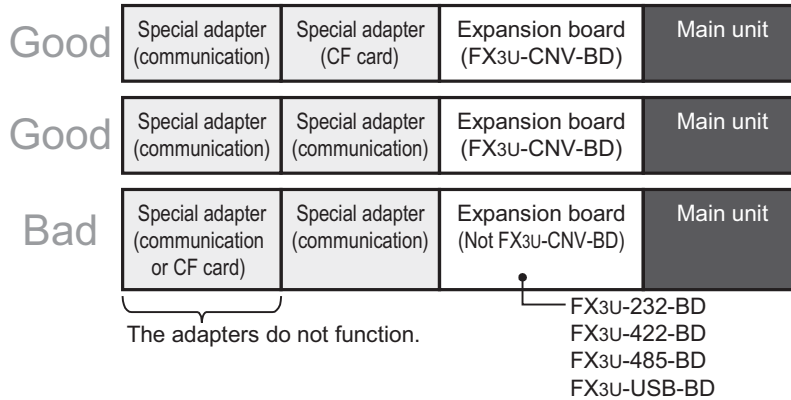 Good
Special adapter
(communication)
Special adapter
(CF card)
Expansion board
(FX3U-CNV-BD)
Main unit
Good
Special adapter
(communication)
Special adapter
(communication)
Expansion board
(FX3U-CNV-BD)
Main unit
Bad
Special adapter
(communication
or CF card)
Special adapter
(communication)
Expansion board
(Not FX3U-CNV-BD)
Main unit
The adapters do not function.
FX3U-232-BD
FX3U-422-BD
FX3U-485-BD
FX3U-USB-BD